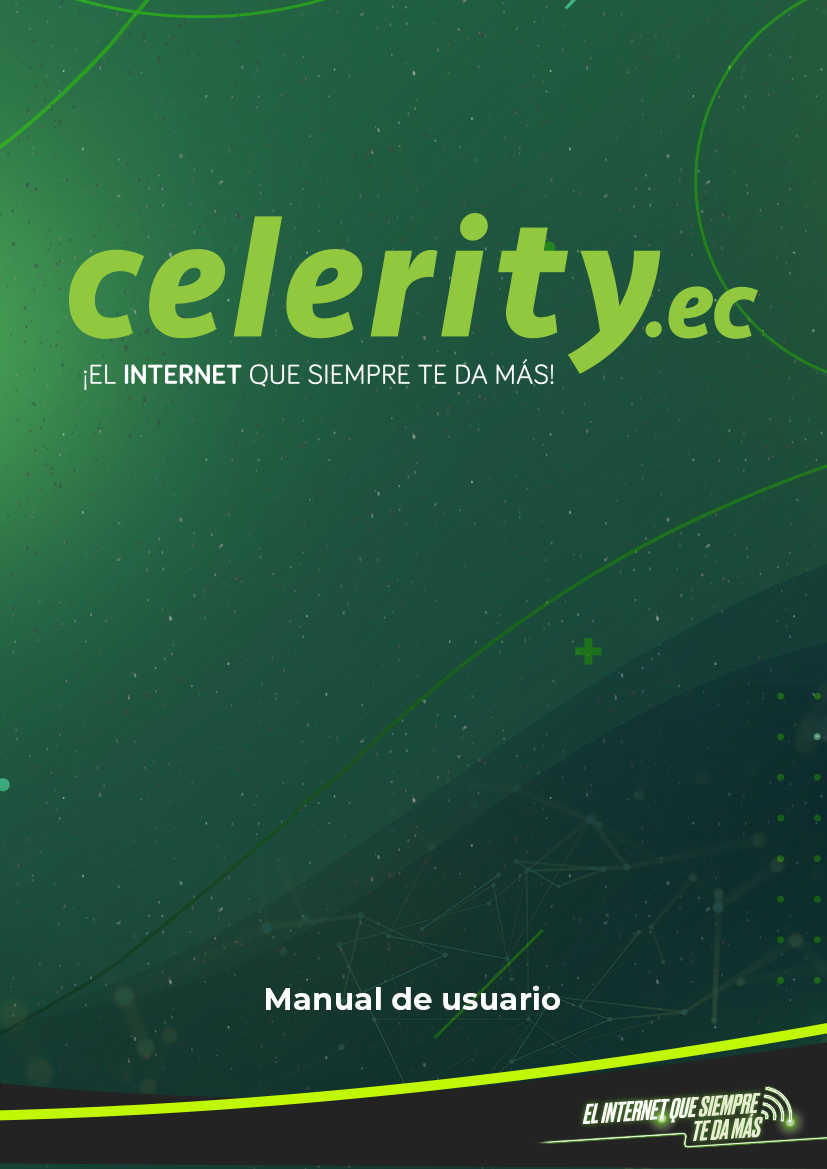 celerity.ec
¡EL INTERNET QUE SIEMPRE TE DA MÁS!
Manual de usuario
EL INTERNET QUE SIEMPRE
TE DA MÁS